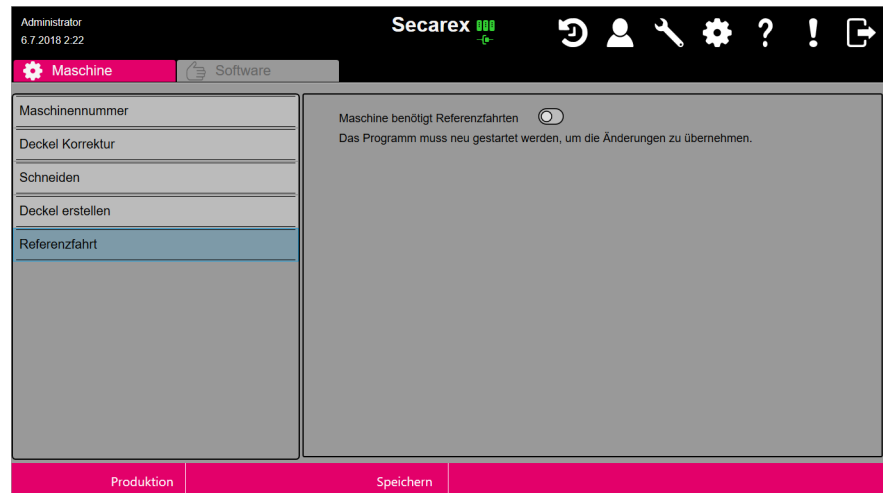 Administrator
6.7.2018 2:22
Secarex
?
!
Maschine
Software
Maschinennummer
Deckel Korrektur
Schneiden
Deckel erstellen
Referenzfahrt
Maschine benötigt Referenzfahrten
Das Programm muss neu gestartet werden, um die Änderungen zu übernehmen.
Produktion
Speichern